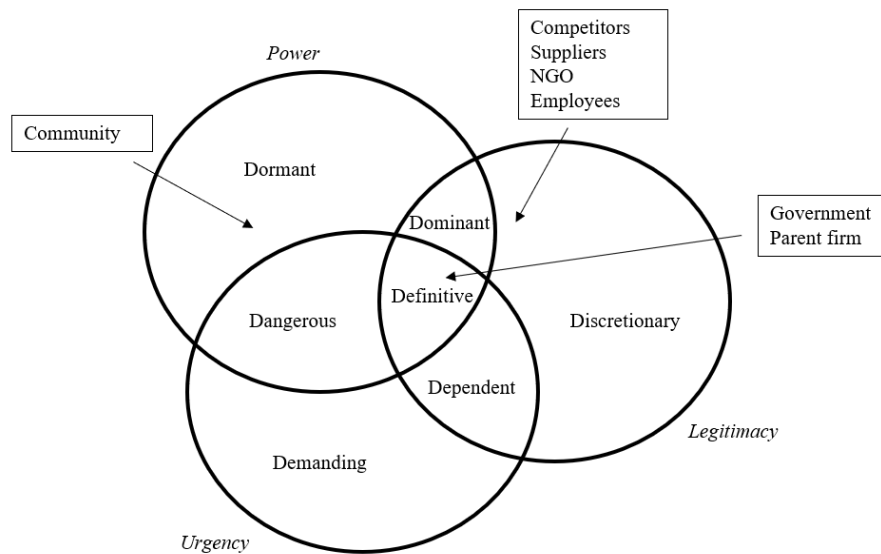 Power
Competitors
Suppliers
NGO
Employees
Community
Dormant
Dominant
Government
Parent firm
Definitive
Dangerous
Discretionary
Dependent
Legitimacy
Demanding
Urgency